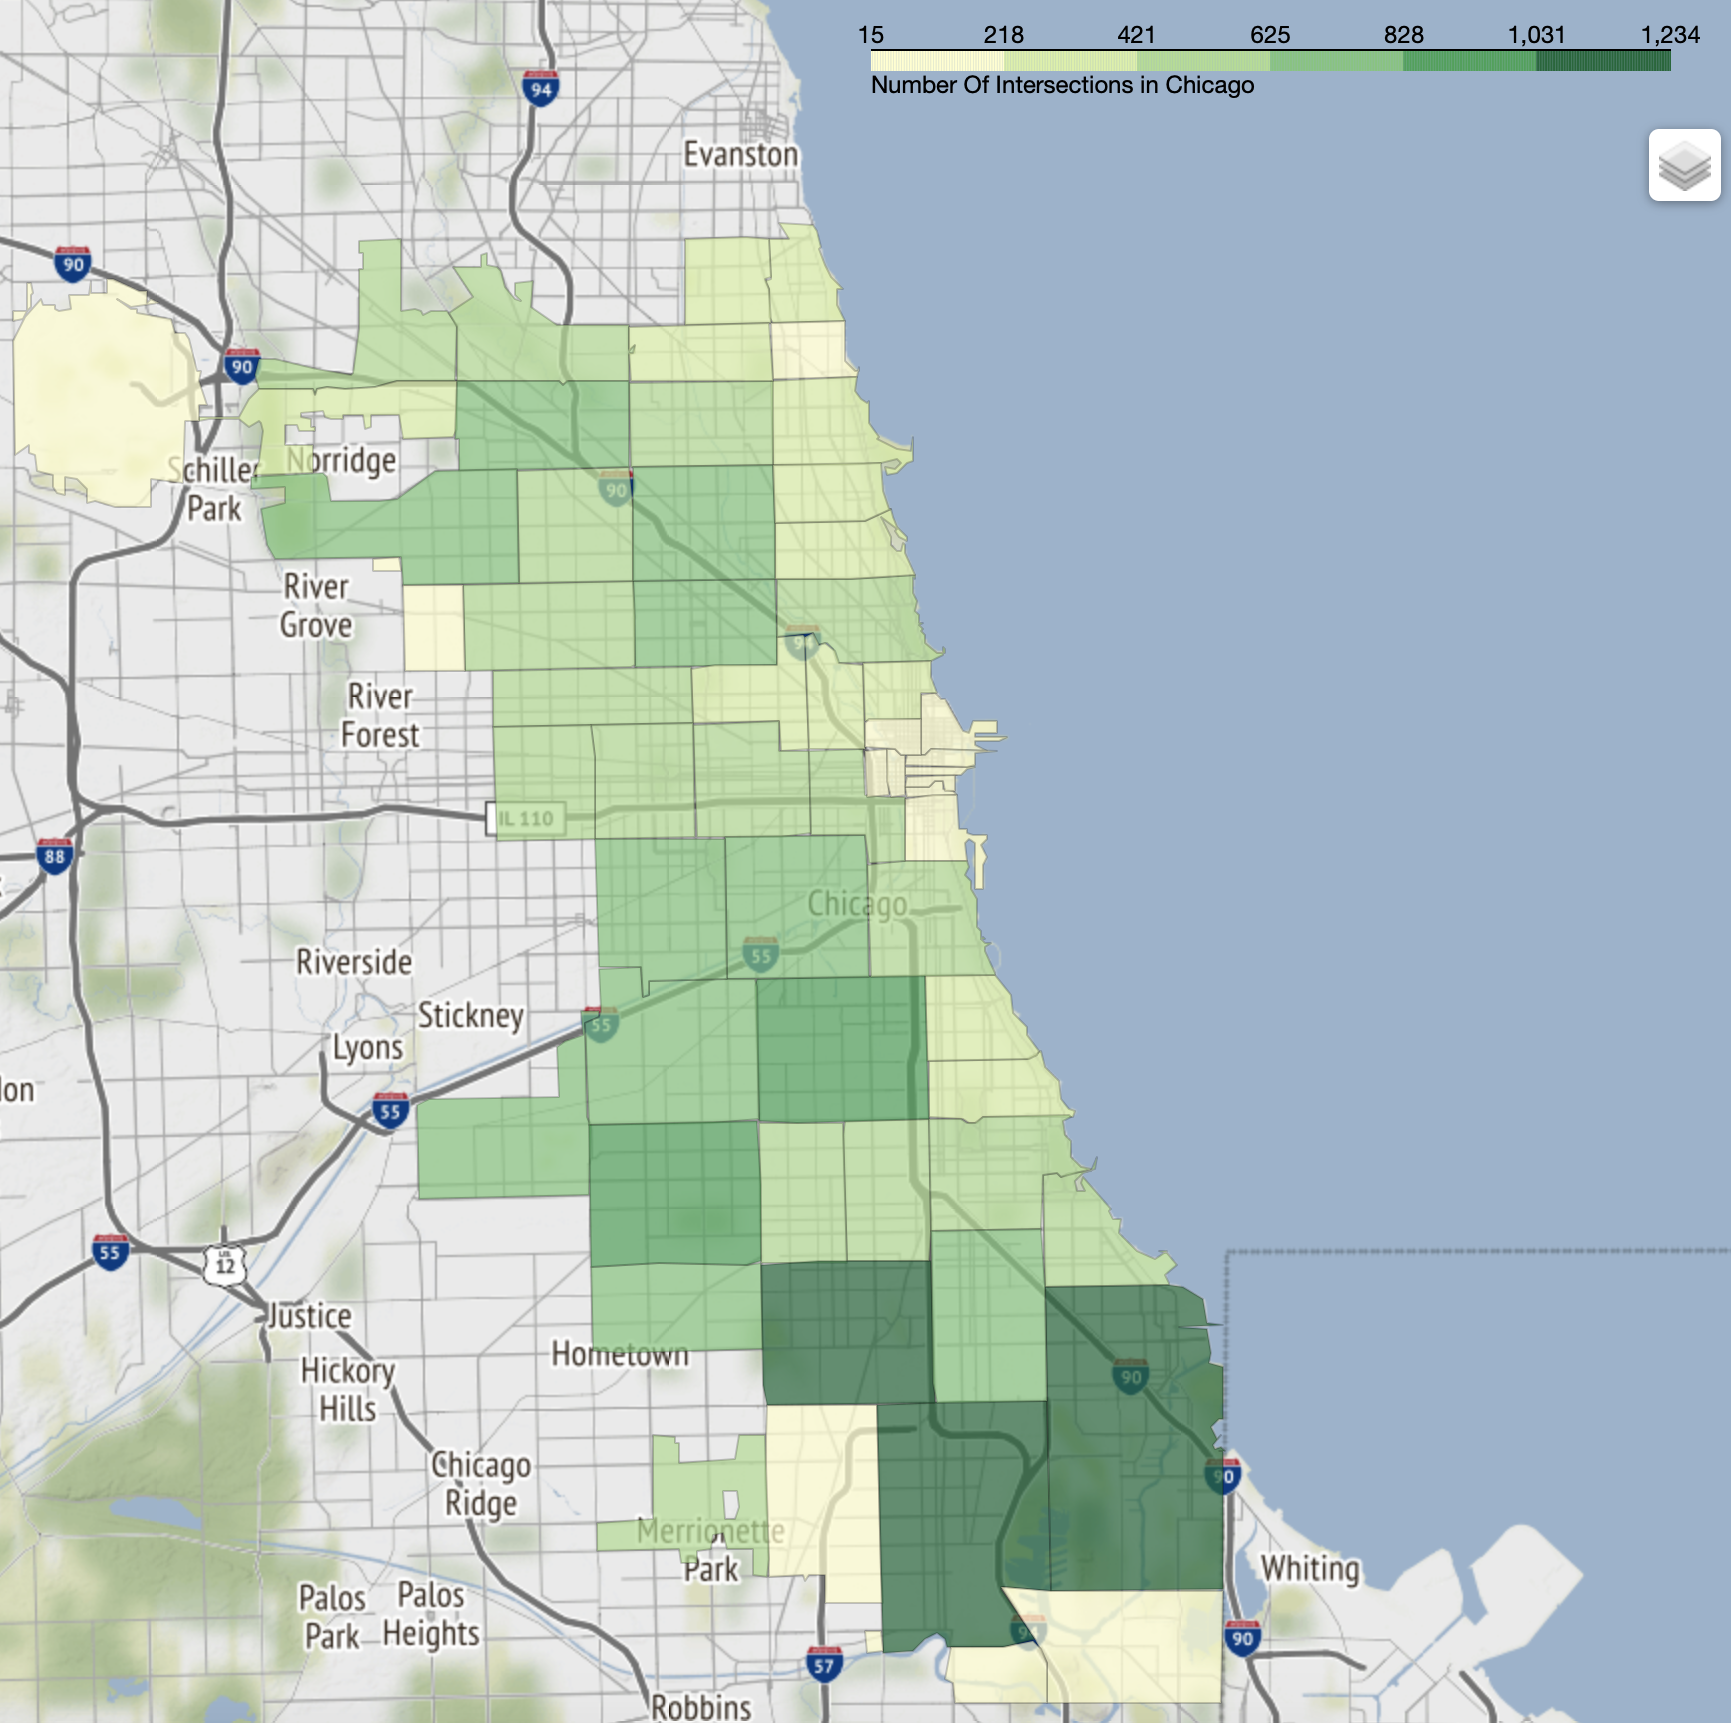 15 218 421 625 828 1,031 1,234
Number Of Intersections in Chicago
94
Evanston
90
90
Norridge
Schiller
Park
90
River
Grove
94
River
Forest
IL 110
88
Chicago
55
Riverside
Stickney
55
Lyons
lon
55
55
US
12
Justice
Hometown
Hickory
Hills
90
Chicago
Ridge
90
Merrionette
Park
Whiting
Palos
Park
Palos
Heights
94
90
57
Robbins